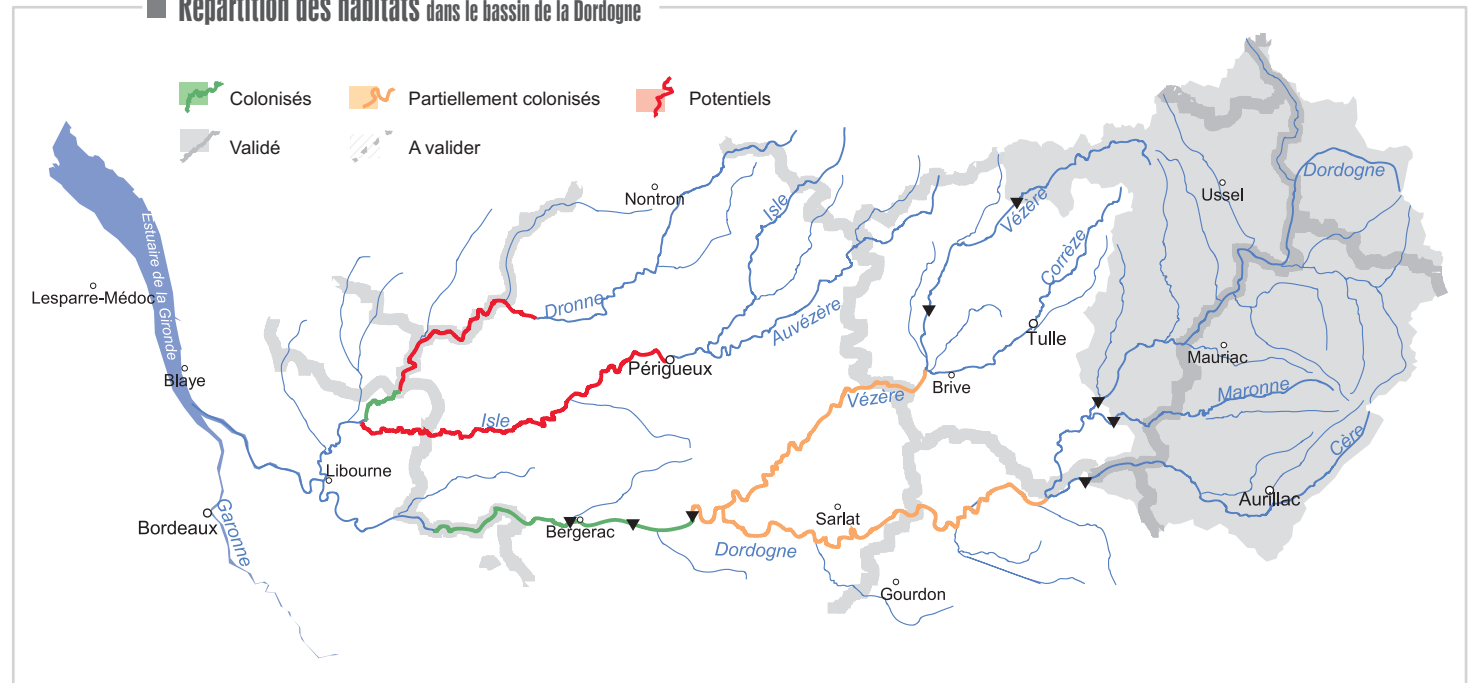 Répartition des habitats dans le bassin de la Dordogne
Colonisés
Partiellement colonisés
Potentiels
Validé
A valider
Dordogne
Ussel
Nontron
Isle
Vézère
Corrèze
Estuaire de la Gironde
Lesparre-Médoc
Dronne
Auvézère
Tulle
Mauriac
Blaye
Périgueux
Brive
Maronne
Vézère
Isle
Cère
Libourne
Aurillac
Bordeaux
Garonne
Bergerac
Sarlat
Dordogne
Gourdon